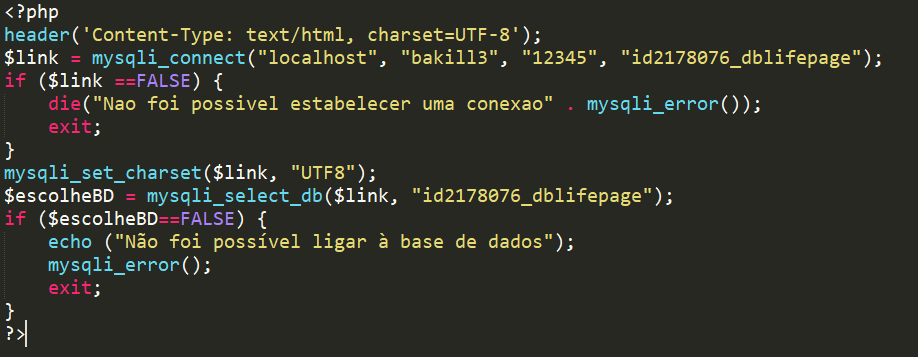 <?php
header('Content-Type: text/html, charset=UTF-8');
$link = mysqli_connect("localhost", "bakill3", "12345", "id2178076_dblifepage");
if ($link ==FALSE) {
    die("Nao foi possivel estabelecer uma conexao" . mysqli_error());
    exit;
}
mysqli_set_charset($link, "UTF8");
$escolheBD = mysqli_select_db($link, "id2178076_dblifepage");
if ($escolheBD==FALSE) {
    echo ("Não foi possível ligar à base de dados");
    mysqli_error();
    exit;
}
?>